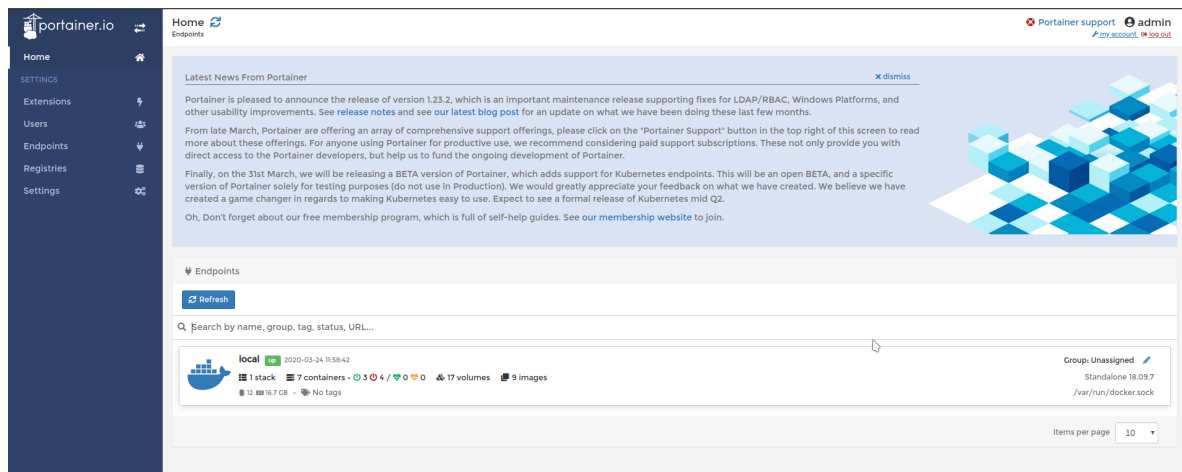 portainer.io
Home
SETTINGS
Extensions
Users
Endpoints
Registries
Settings
Home
Endpoints
Portainer support admin
my account log out
Latest News From Portainer
x dismiss
Portainer is pleased to announce the release of version 1.23.2, which is an important maintenance release supporting fixes for LDAP/RBAC, Windows Platforms, and
other usability improvements. See release notes and see our latest blog post for an update on what we have been doing these last few months.
From late March, Portainer are offering an array of comprehensive support offerings, please click on the "Portainer Support" button in the top right of this screen to read
more about these offerings. For anyone using Portainer for productive use, we recommend considering paid support subscriptions. These not only provide you with
direct access to the Portainer developers, but help us to fund the ongoing development of Portainer.
Finally, on the 31st March, we will be releasing a BETA version of Portainer, which adds support for Kubernetes endpoints. This will be an open BETA, and a specific
version of Portainer solely for testing purposes (do not use in Production). We would greatly appreciate your feedback on what we have created. We believe we have
created a game changer in regards to making Kubernetes easy to use. Expect to see a formal release of Kubernetes mid Q2.
Oh, Don't forget about our free membership program, which is full of self-help guides. See our membership website to join.
Endpoints
Refresh
Search by name, group, tag, status, URL...
local up 2020-03-24 11:58:42
1 stack 7 containers - 3 4 / 0 0 17 volumes 9 images
12 16.7 GB - No tags
Group: Unassigned
Standalone 18.09.7
/var/run/docker.sock
Items per page 10